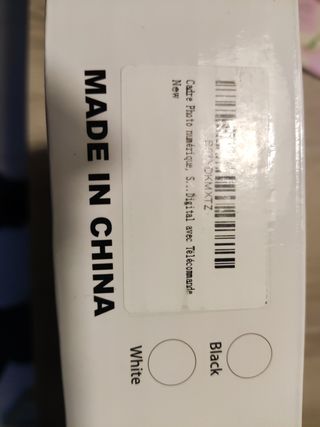 Cadre Photo numérique, S...Digital avec Télécommande
New
MADE IN CHINA
Black
White